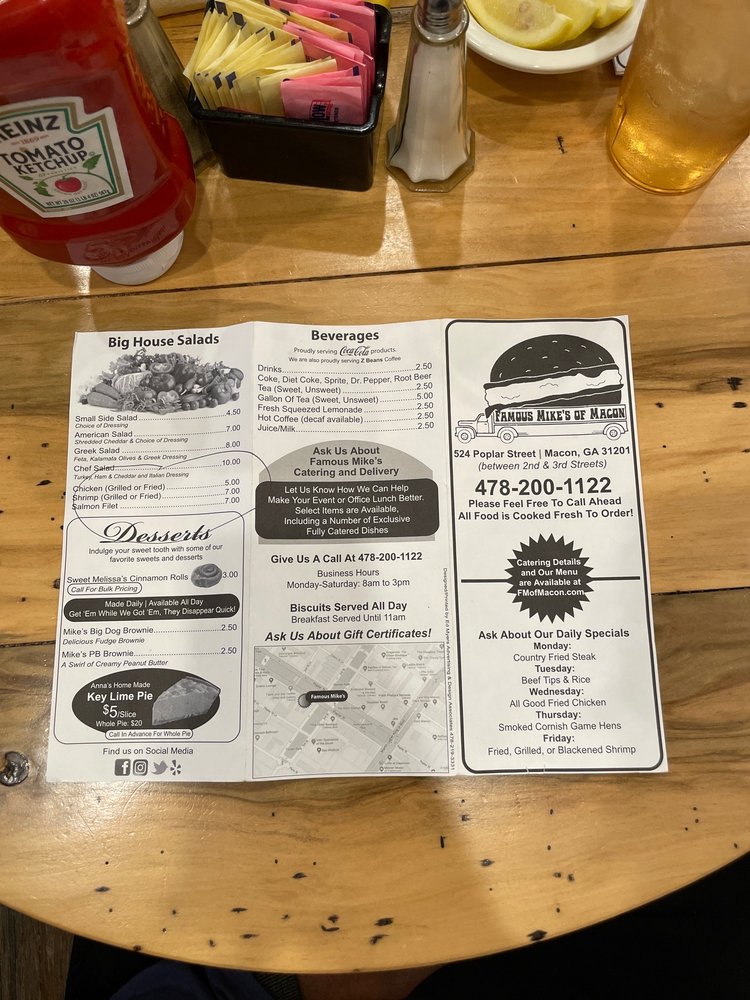 HEINZ
TOMATO
KETCHUP
NET WT 20 OZ (1 LB 4 OZ) 567g
Big House Salads
Small Side Salad 4.50
Choice of Dressing
American Salad 7.00
Shredded Cheddar & Choice of Dressing
Greek Salad 8.00
Feta, Kalamata Olives & Greek Dressing
Chef Salad 10.00
Turkey, Ham & Cheddar and Italian Dressing
Chicken (Grilled or Fried) 5.00
Shrimp (Grilled or Fried) 7.00
Salmon Filet 7.00
Desserts
Indulge your sweet tooth with some of our
favorite sweets and desserts
Sweet Melissa's Cinnamon Rolls 3.00
Call For Bulk Pricing
Made Daily | Available All Day
Get 'Em While We Got 'Em, They Disappear Quick!
Mike's Big Dog Brownie 2.50
Delicious Fudge Brownie
Mike's PB Brownie 2.50
A Swirl of Creamy Peanut Butter
Anna's Home Made
Key Lime Pie
$5/Slice
Whole Pie: $20
Call In Advance For Whole Pie
Find us on Social Media
Beverages
Proudly serving Coca-Cola products.
We are also proudly serving Z Beans Coffee
Drinks 2.50
Coke, Diet Coke, Sprite, Dr. Pepper, Root Beer
Tea (Sweet, Unsweet) 2.50
Gallon Of Tea (Sweet, Unsweet) 5.00
Fresh Squeezed Lemonade 2.50
Hot Coffee (decaf available) 2.50
Juice/Milk 2.50
Ask Us About
Famous Mike's
Catering and Delivery
Let Us Know How We Can Help
Make Your Event or Office Lunch Better.
Select Items are Available,
Including a Number of Exclusive
Fully Catered Dishes
Give Us A Call At 478-200-1122
Business Hours
Monday-Saturday: 8am to 3pm
Biscuits Served All Day
Breakfast Served Until 11am
Ask Us About Gift Certificates!
Famous Mike's
FAMOUS MIKE'S OF MACON
524 Poplar Street | Macon, GA 31201
(between 2nd & 3rd Streets)
478-200-1122
Please Feel Free To Call Ahead
All Food is Cooked Fresh To Order!
Catering Details
and Our Menu
are Available at
FMofMacon.com
Ask About Our Daily Specials
Monday:
Country Fried Steak
Tuesday:
Beef Tips & Rice
Wednesday:
All Good Fried Chicken
Thursday:
Smoked Cornish Game Hens
Friday:
Fried, Grilled, or Blackened Shrimp